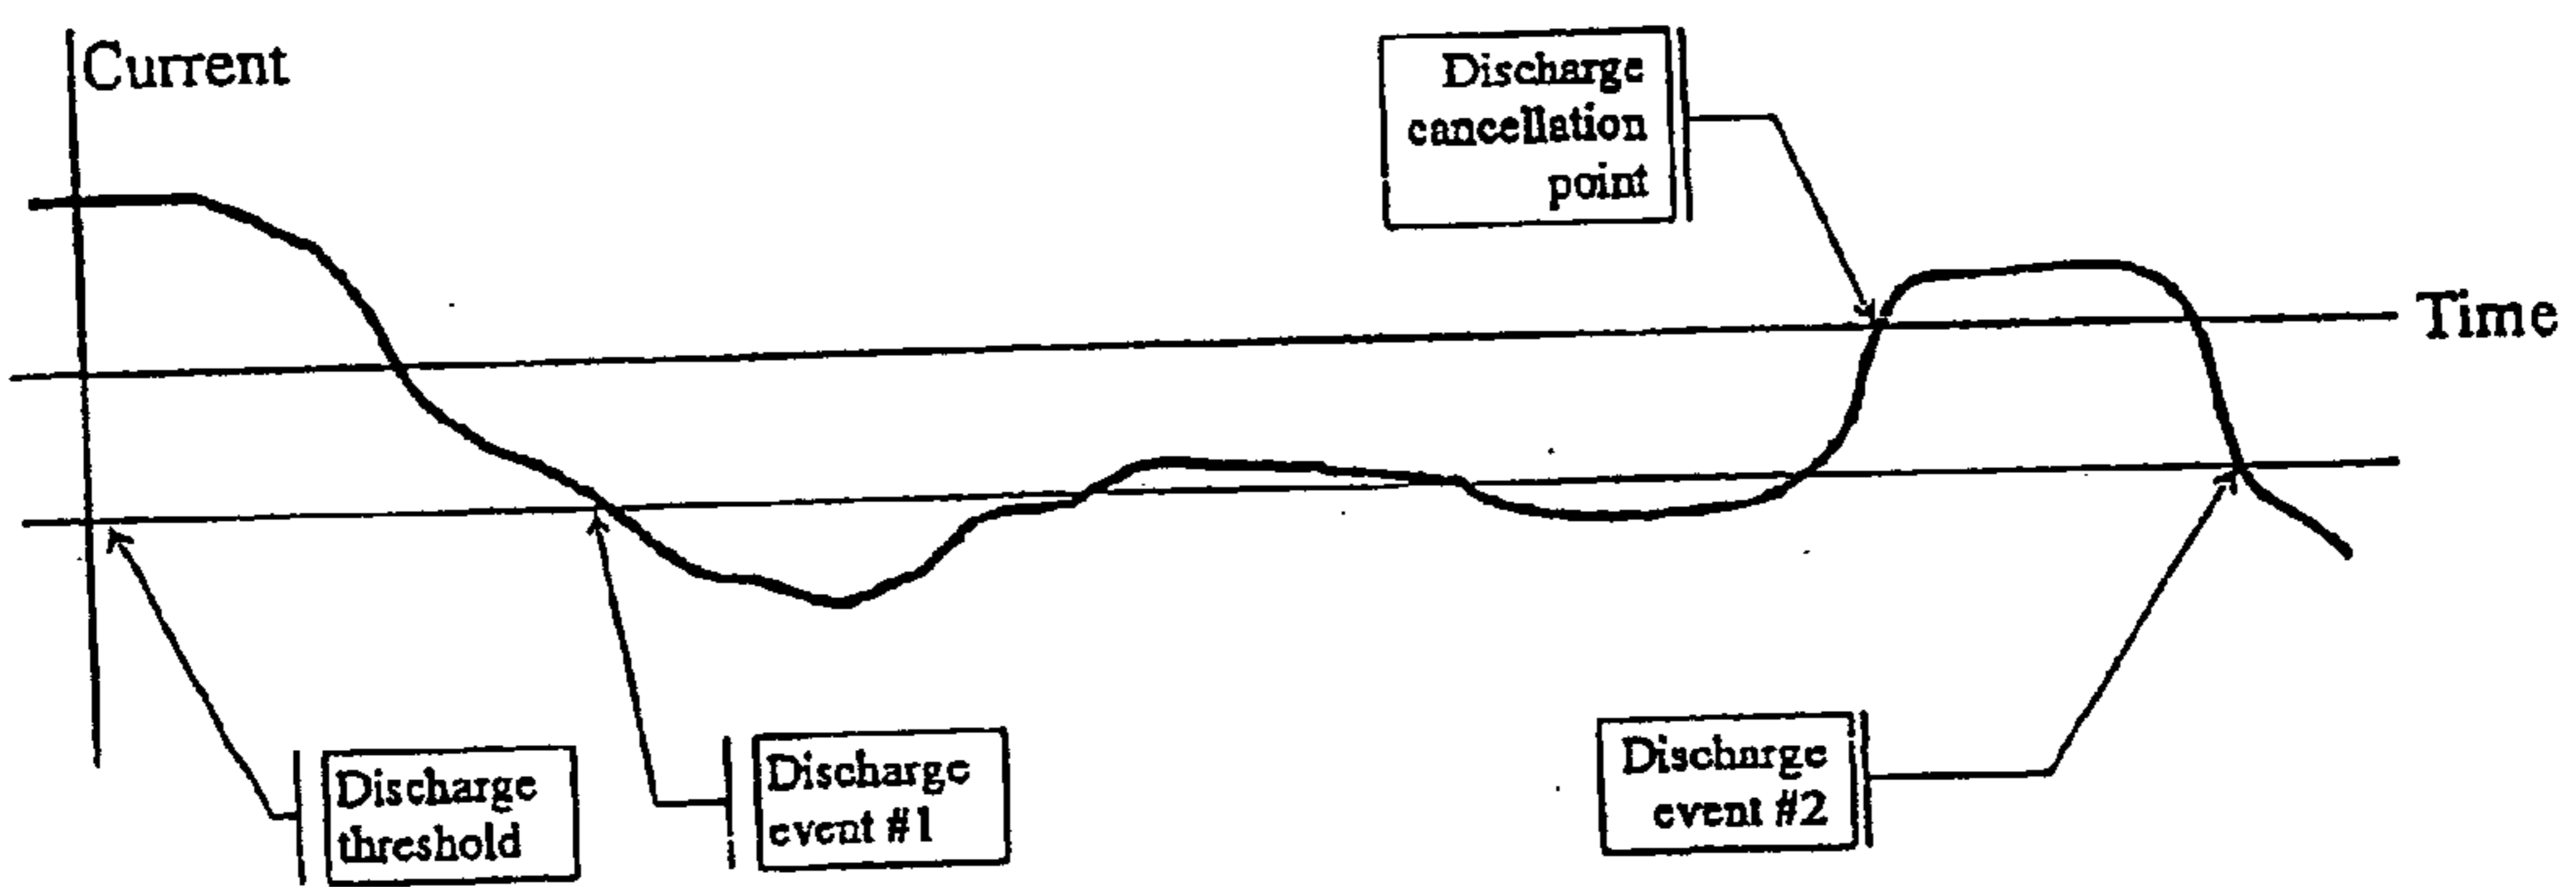 Current
Discharge
cancellation
point
Time
Discharge
threshold
Discharge
event #1
Discharge
event #2